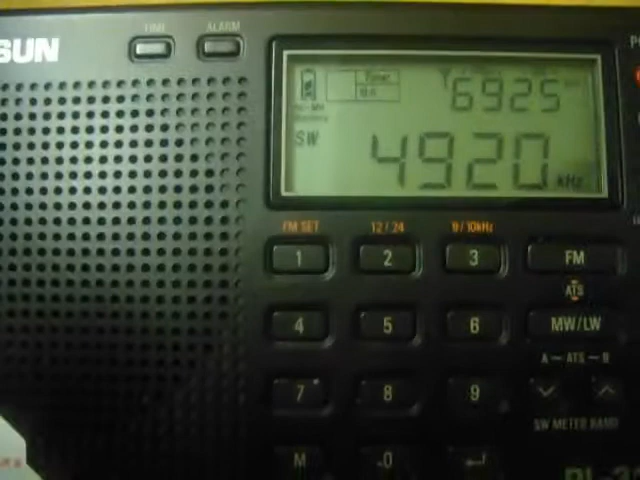 SUN
TIME ALARM
Timer
6925
SW
4920 kHz
FM SET 12/24 9/10kHz
1 2 3 FM
ATS
4 5 6 MW/LW
A — ATS — B
7 8 9
SW METER BAND
M 0